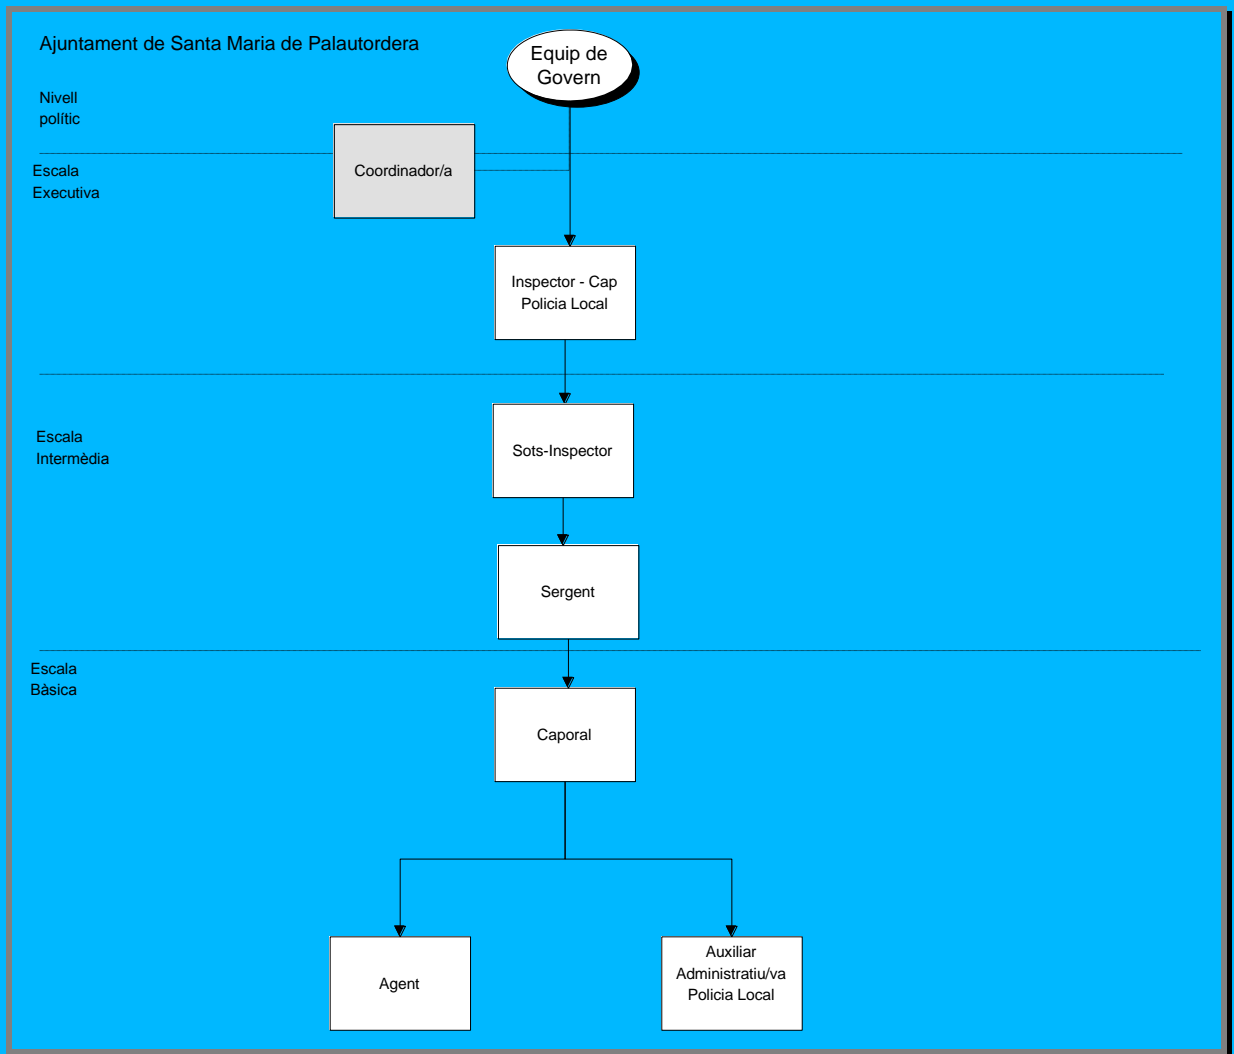 Ajuntament de Santa Maria de Palautordera
Equip de
Govern
Nivell
polític
Coordinador/a
Escala
Executiva
Inspector - Cap
Policia Local
Sots-Inspector
Escala
Intermèdia
Sergent
Escala
Bàsica
Caporal
Agent
Auxiliar
Administratiu/va
Policia Local